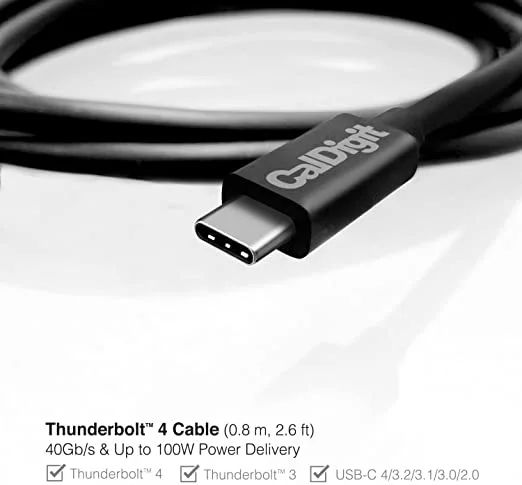 CalDigit
Thunderbolt™ 4 Cable (0.8 m, 2.6 ft)
40Gb/s & Up to 100W Power Delivery
☑ Thunderbolt™ 4 ☑ Thunderbolt™ 3 ☑ USB-C 4/3.2/3.1/3.0/2.0